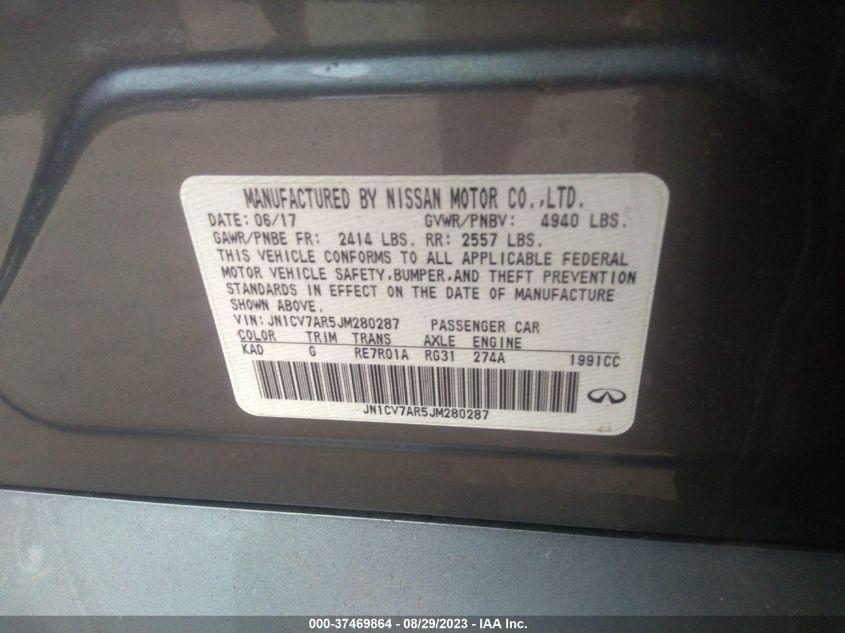 MANUFACTURED BY NISSAN MOTOR CO.,LTD.
DATE: 06/17 GVWR/PNBV: 4940 LBS.
GAWR/PNBE FR: 2414 LBS. RR: 2557 LBS.
THIS VEHICLE CONFORMS TO ALL APPLICABLE FEDERAL
MOTOR VEHICLE SAFETY,BUMPER,AND THEFT PREVENTION
STANDARDS IN EFFECT ON THE DATE OF MANUFACTURE
SHOWN ABOVE.
VIN:JN1CV7AR5JM280287 PASSENGER CAR
COLOR TRIM TRANS AXLE ENGINE
KAD G RE7R01A RG31 274A 1991CC
JN1CV7AR5JM280287
000-37469864 - 08/29/2023 - IAA Inc.